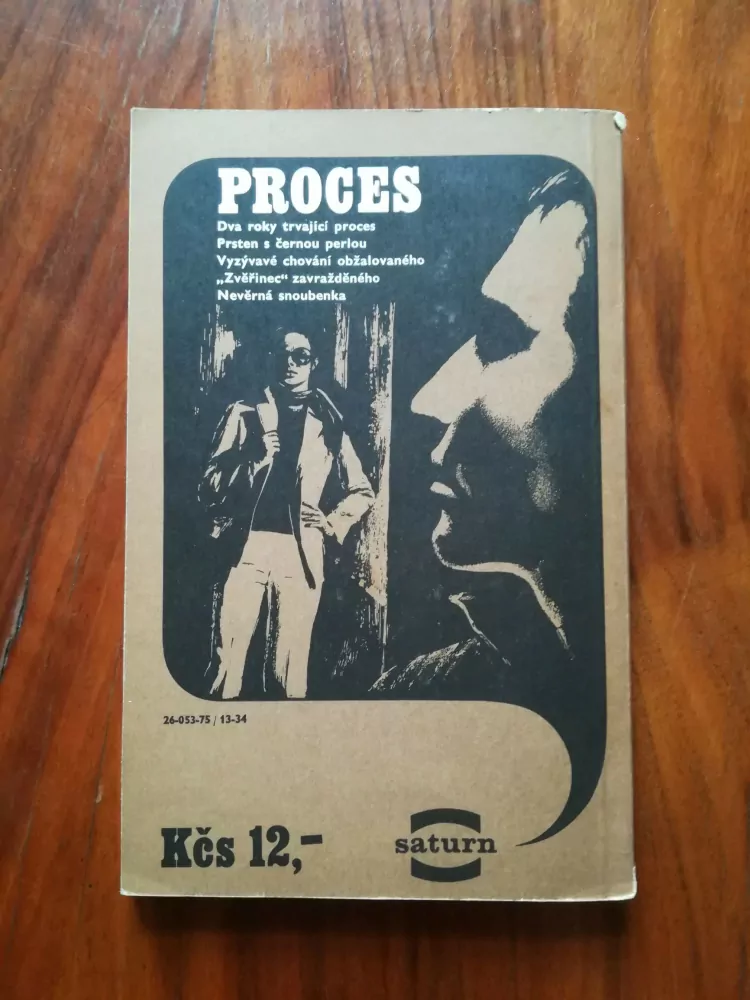 PROCES
Dva roky trvající proces
Prsten s černou perlou
Vyzývavé chování obžalovaného
„Zvěřinec“ zavražděného
Nevěrná snoubenka
26-053-75 / 13-34
Kčs 12,-
saturn